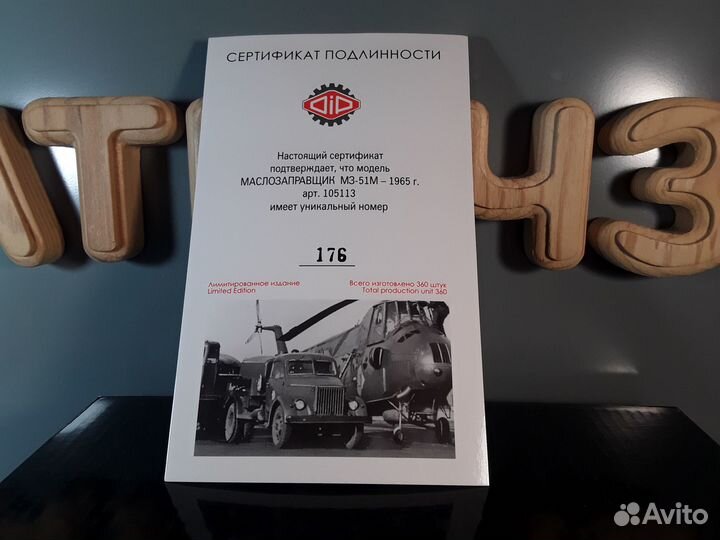 СЕРТИФИКАТ ПОДЛИННОСТИ
DiP
Настоящий сертификат
подтверждает, что модель
МАСЛОЗАПРАВЩИК МЗ-51М – 1965 г.
арт. 105113
имеет уникальный номер
176
Лимитированное издание
Limited Edition
Всего изготовлено 360 штук
Total production unit 360
43
Avito